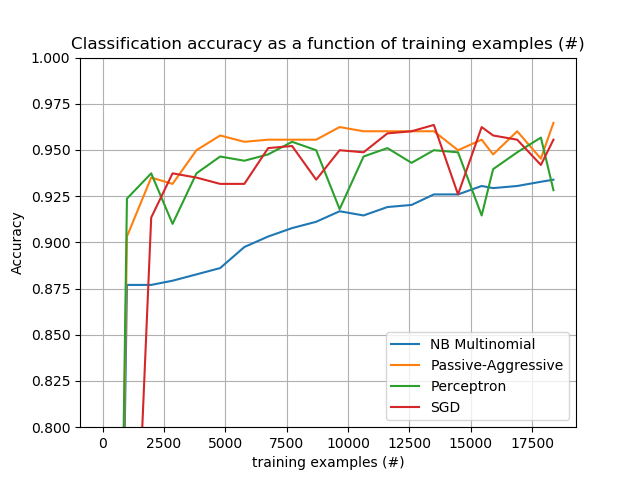 Classification accuracy as a function of training examples (#)
1.000
0.975
0.950
0.925
0.900
0.875
0.850
0.825
0.800
Accuracy
NB Multinomial
Passive-Aggressive
Perceptron
SGD
0 2500 5000 7500 10000 12500 15000 17500
training examples (#)